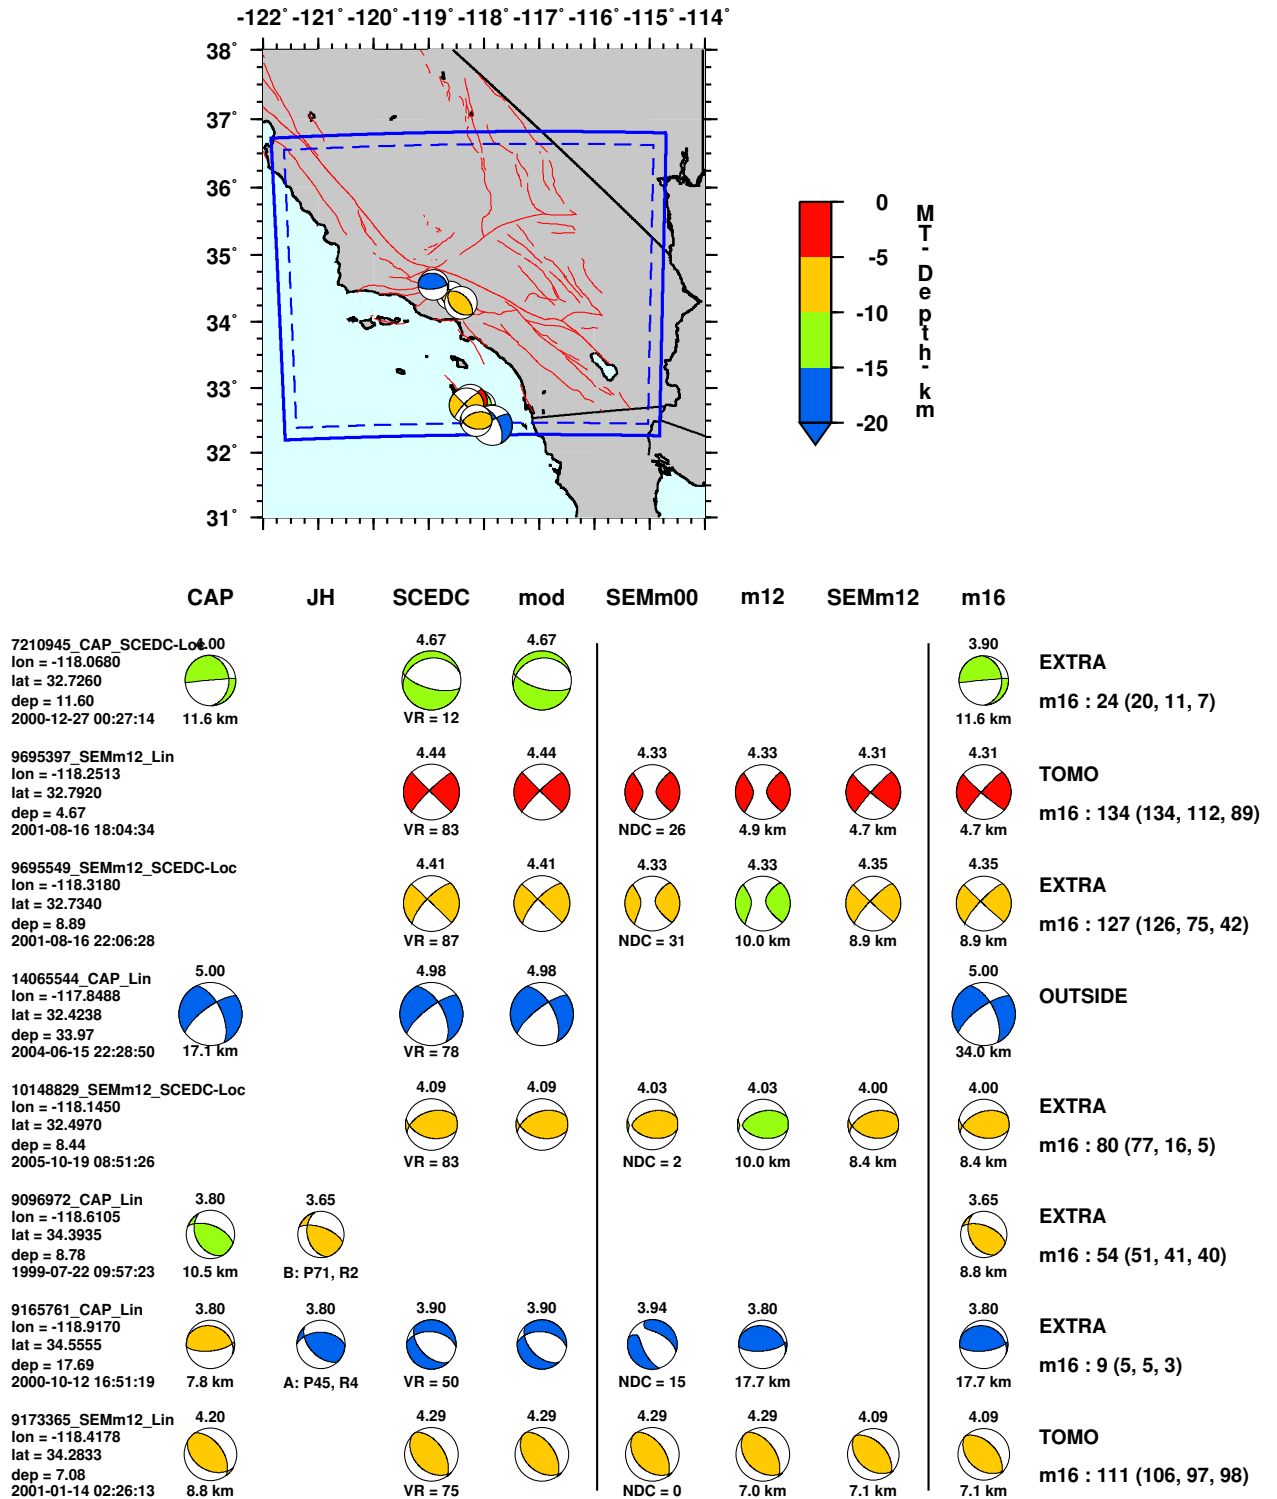 -122° -121° -120° -119° -118° -117° -116° -115° -114°
38°
37°
36°
35°
34°
33°
32°
31°
0
-5
-10
-15
-20
MT-Depth-km
CAP JH SCEDC mod SEMm00 m12 SEMm12 m16
7210945_CAP_SCEDC-Loc
lon = -118.0680
lat = 32.7260
dep = 11.60
2000-12-27 00:27:14
4.00 4.67 4.67 3.90
11.6 km VR = 12 11.6 km
EXTRA
m16 : 24 (20, 11, 7)
9695397_SEMm12_Lin
lon = -118.2513
lat = 32.7920
dep = 4.67
2001-08-16 18:04:34
4.44 4.44 4.33 4.33 4.31 4.31
VR = 83 NDC = 26 4.9 km 4.7 km 4.7 km
TOMO
m16 : 134 (134, 112, 89)
9695549_SEMm12_SCEDC-Loc
lon = -118.3180
lat = 32.7340
dep = 8.89
2001-08-16 22:06:28
4.41 4.41 4.33 4.33 4.35 4.35
VR = 87 NDC = 31 10.0 km 8.9 km 8.9 km
EXTRA
m16 : 127 (126, 75, 42)
14065544_CAP_Lin
lon = -117.8488
lat = 32.4238
dep = 33.97
2004-06-15 22:28:50
5.00 4.98 4.98 5.00
17.1 km VR = 78 34.0 km
OUTSIDE
10148829_SEMm12_SCEDC-Loc
lon = -118.1450
lat = 32.4970
dep = 8.44
2005-10-19 08:51:26
4.09 4.09 4.03 4.03 4.00 4.00
VR = 83 NDC = 2 10.0 km 8.4 km 8.4 km
EXTRA
m16 : 80 (77, 16, 5)
9096972_CAP_Lin
lon = -118.6105
lat = 34.3935
dep = 8.78
1999-07-22 09:57:23
3.80 3.65 3.65
10.5 km B: P71, R2 8.8 km
EXTRA
m16 : 54 (51, 41, 40)
9165761_CAP_Lin
lon = -118.9170
lat = 34.5555
dep = 17.69
2000-10-12 16:51:19
3.80 3.80 3.90 3.90 3.94 3.80 3.80
7.8 km A: P45, R4 VR = 50 NDC = 15 17.7 km 17.7 km
EXTRA
m16 : 9 (5, 5, 3)
9173365_SEMm12_Lin
lon = -118.4178
lat = 34.2833
dep = 7.08
2001-01-14 02:26:13
4.20 4.29 4.29 4.29 4.29 4.09 4.09
8.8 km VR = 75 NDC = 0 7.0 km 7.1 km 7.1 km
TOMO
m16 : 111 (106, 97, 98)